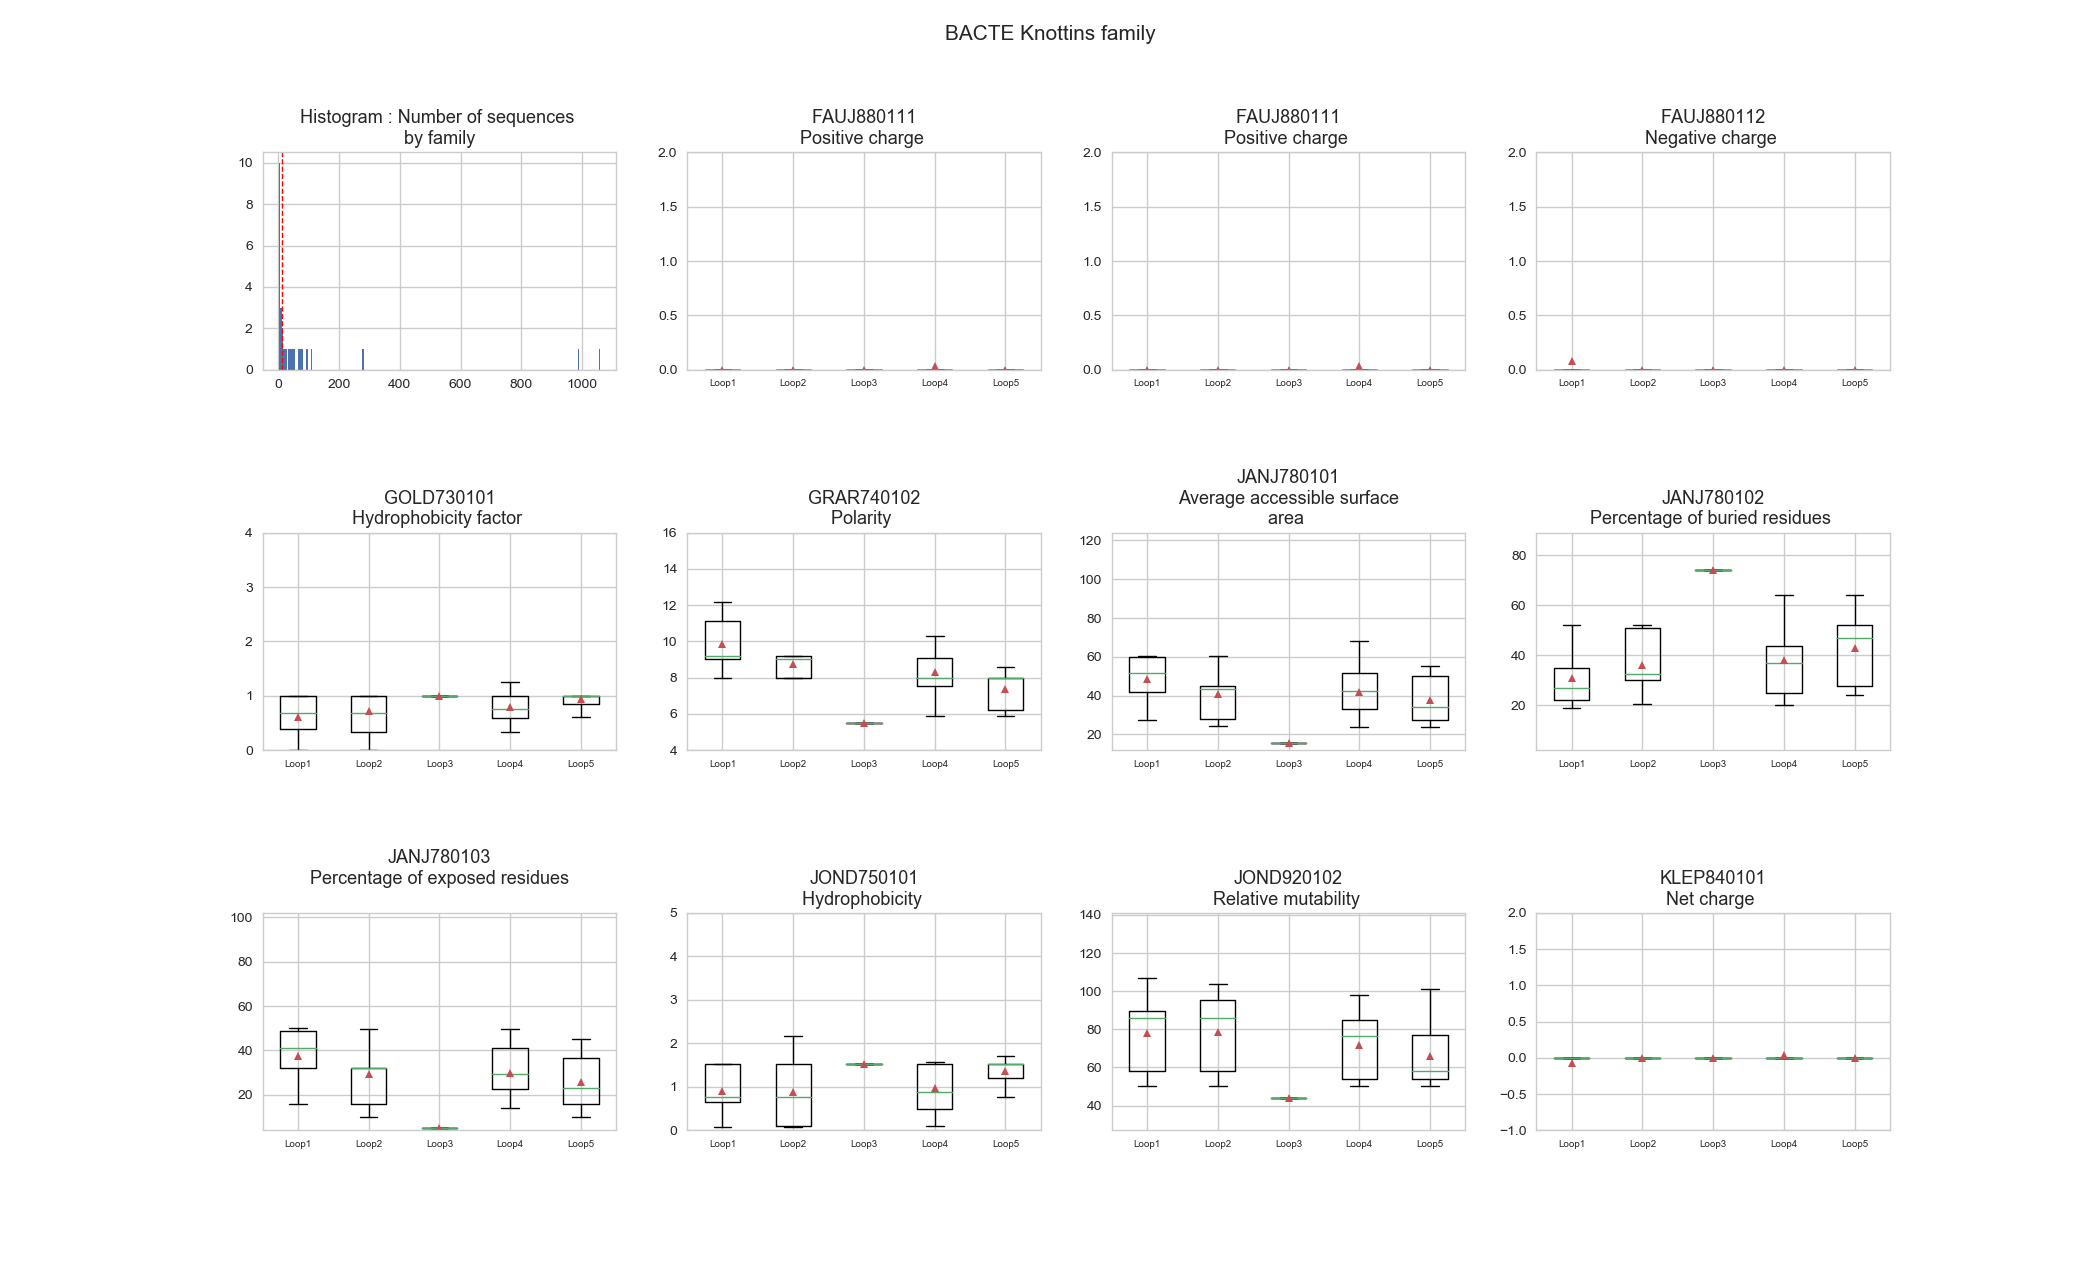 BACTE Knottins family
Histogram : Number of sequences
by family
10
8
6
4
2
0
0 200 400 600 800 1000
FAUJ880111
Positive charge
2.0
1.5
1.0
0.5
0.0
Loop1 Loop2 Loop3 Loop4 Loop5
FAUJ880111
Positive charge
2.0
1.5
1.0
0.5
0.0
Loop1 Loop2 Loop3 Loop4 Loop5
FAUJ880112
Negative charge
2.0
1.5
1.0
0.5
0.0
Loop1 Loop2 Loop3 Loop4 Loop5
GOLD730101
Hydrophobicity factor
4
3
2
1
0
Loop1 Loop2 Loop3 Loop4 Loop5
GRAR740102
Polarity
16
14
12
10
8
6
4
Loop1 Loop2 Loop3 Loop4 Loop5
JANJ780101
Average accessible surface
area
120
100
80
60
40
20
Loop1 Loop2 Loop3 Loop4 Loop5
JANJ780102
Percentage of buried residues
80
60
40
20
Loop1 Loop2 Loop3 Loop4 Loop5
JANJ780103
Percentage of exposed residues
100
80
60
40
20
Loop1 Loop2 Loop3 Loop4 Loop5
JOND750101
Hydrophobicity
5
4
3
2
1
0
Loop1 Loop2 Loop3 Loop4 Loop5
JOND920102
Relative mutability
140
120
100
80
60
40
Loop1 Loop2 Loop3 Loop4 Loop5
KLEP840101
Net charge
2.0
1.5
1.0
0.5
0.0
−0.5
−1.0
Loop1 Loop2 Loop3 Loop4 Loop5